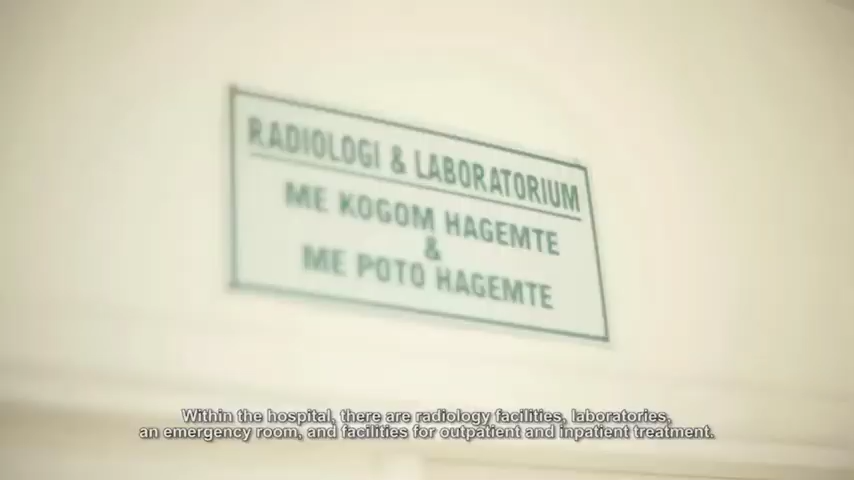 RADIOLOGI & LABORATORIUM
ME KOGOM HAGEMTE
&
ME POTO HAGEMTE
Within the hospital, there are radiology facilities, laboratories,
an emergency room, and facilities for outpatient and inpatient treatment.